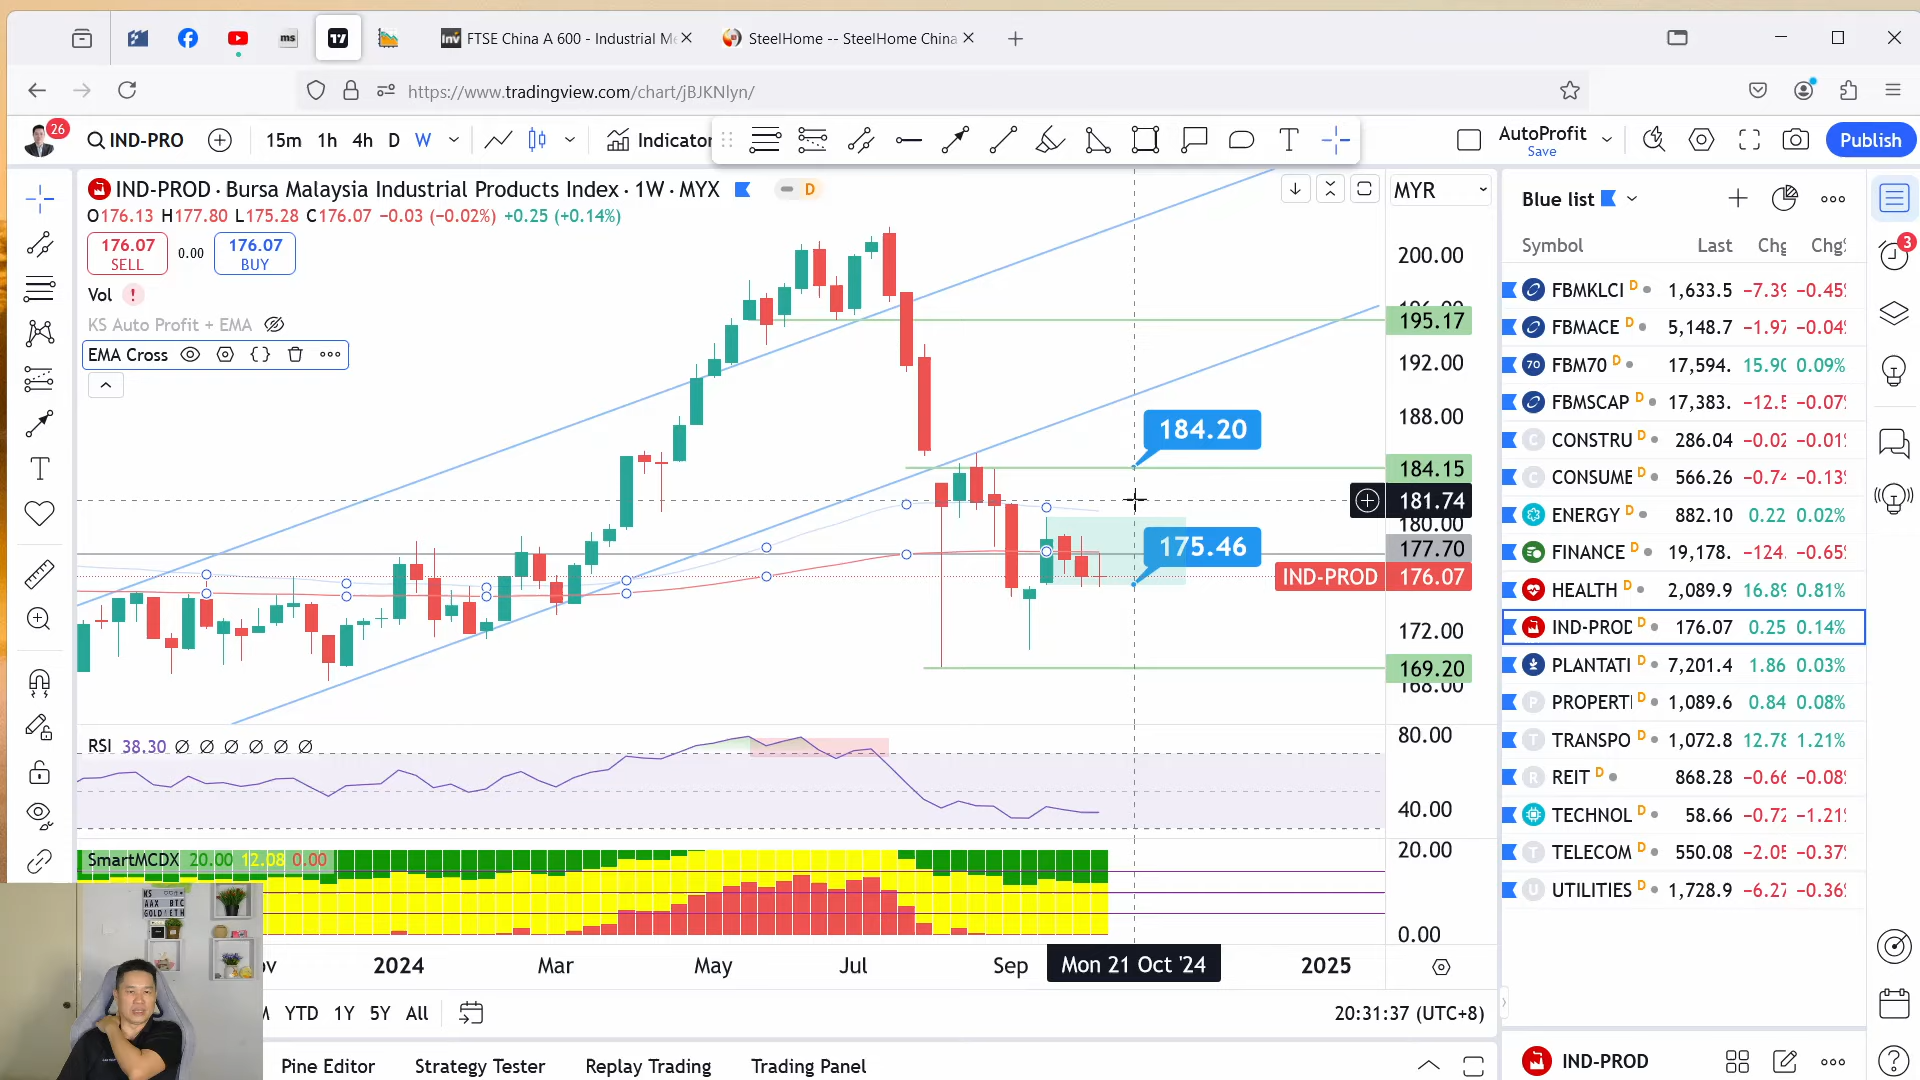 ms
FTSE China A 600 - Industrial Me
SteelHome -- SteelHome China
https://www.tradingview.com/chart/jBJKNlyn/
26
IND-PRO
15m 1h 4h D W
Indicator
AutoProfit
Save
Publish
IND-PROD · Bursa Malaysia Industrial Products Index · 1W · MYX
D
MYR
O176.13 H177.80 L175.28 C176.07 −0.03 (−0.02%) +0.25 (+0.14%)
176.07
SELL
0.00
176.07
BUY
Vol
KS Auto Profit + EMA
EMA Cross
200.00
196.00
195.17
192.00
188.00
184.20
184.15
181.74
180.00
175.46
177.70
IND-PROD 176.07
172.00
169.20
168.00
RSI 38.30 Ø Ø Ø Ø Ø Ø
80.00
40.00
SmartMCDX 20.00 12.08 0.00
20.00
0.00
ov 2024 Mar May Jul Sep Mon 21 Oct '24 2025
YTD 1Y 5Y All
20:31:37 (UTC+8)
Pine Editor Strategy Tester Replay Trading Trading Panel
KS
AAX BTC
GOLD ETH
Blue list
Symbol Last Chg Chg%
FBMKLCI D 1,633.5 −7.39 −0.45%
FBMACE D 5,148.7 −1.97 −0.04%
70 FBM70 D 17,594. 15.90 0.09%
FBMSCAP D 17,383. −12.5 −0.07%
C CONSTRU D 286.04 −0.02 −0.01%
C CONSUME D 566.26 −0.74 −0.13%
ENERGY D 882.10 0.22 0.02%
FINANCE D 19,178. −124. −0.65%
HEALTH D 2,089.9 16.89 0.81%
IND-PROD D 176.07 0.25 0.14%
PLANTATI D 7,201.4 1.86 0.03%
P PROPERTI D 1,089.6 0.84 0.08%
T TRANSPO D 1,072.8 12.78 1.21%
R REIT D 868.28 −0.66 −0.08%
TECHNOL D 58.66 −0.72 −1.21%
T TELECOM D 550.08 −2.05 −0.37%
U UTILITIES D 1,728.9 −6.27 −0.36%
IND-PROD
3